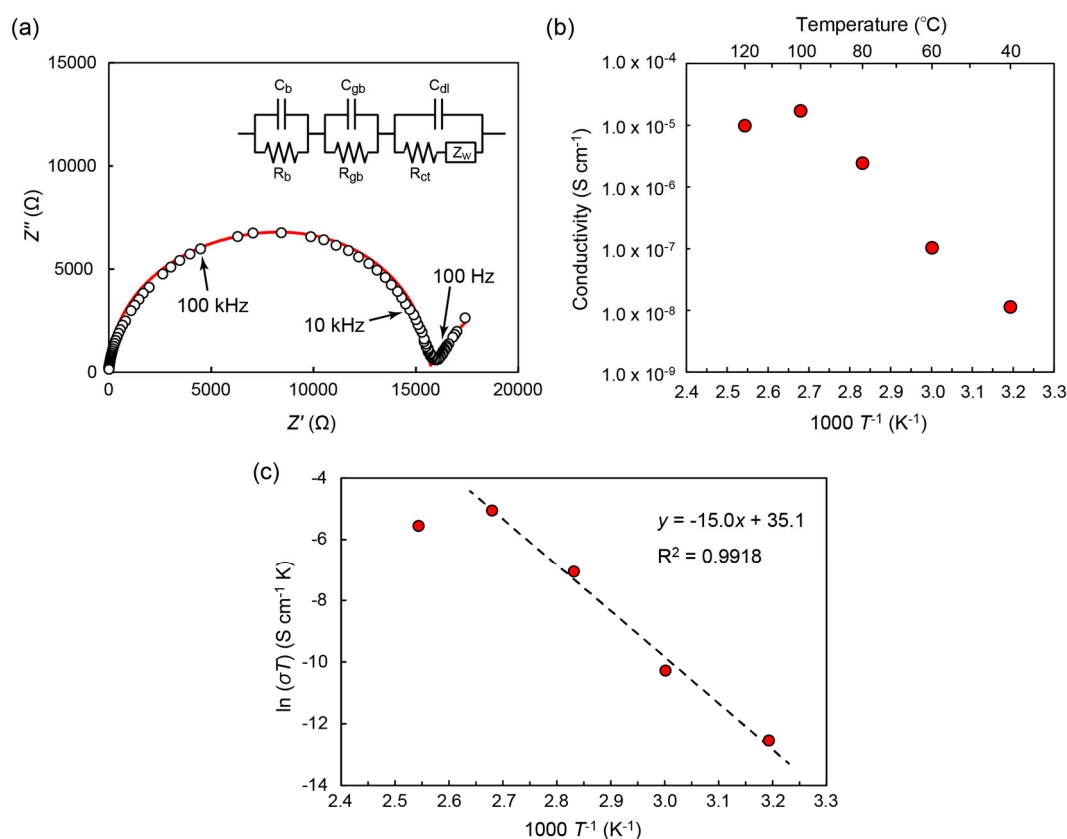 (a)
15000
10000
5000
0
Z″ (Ω)
0 5000 10000 15000 20000
Z′ (Ω)
C_b C_gb C_dl
R_b R_gb R_ct Z_W
100 kHz
10 kHz
100 Hz
(b)
Temperature (°C)
120 100 80 60 40
1.0 x 10⁻⁴
1.0 x 10⁻⁵
1.0 x 10⁻⁶
1.0 x 10⁻⁷
1.0 x 10⁻⁸
1.0 x 10⁻⁹
Conductivity (S cm⁻¹)
2.4 2.5 2.6 2.7 2.8 2.9 3.0 3.1 3.2 3.3
1000 T⁻¹ (K⁻¹)
(c)
-4
-6
-8
-10
-12
-14
ln (σT) (S cm⁻¹ K)
y = -15.0x + 35.1
R² = 0.9918
2.4 2.5 2.6 2.7 2.8 2.9 3.0 3.1 3.2 3.3
1000 T⁻¹ (K⁻¹)